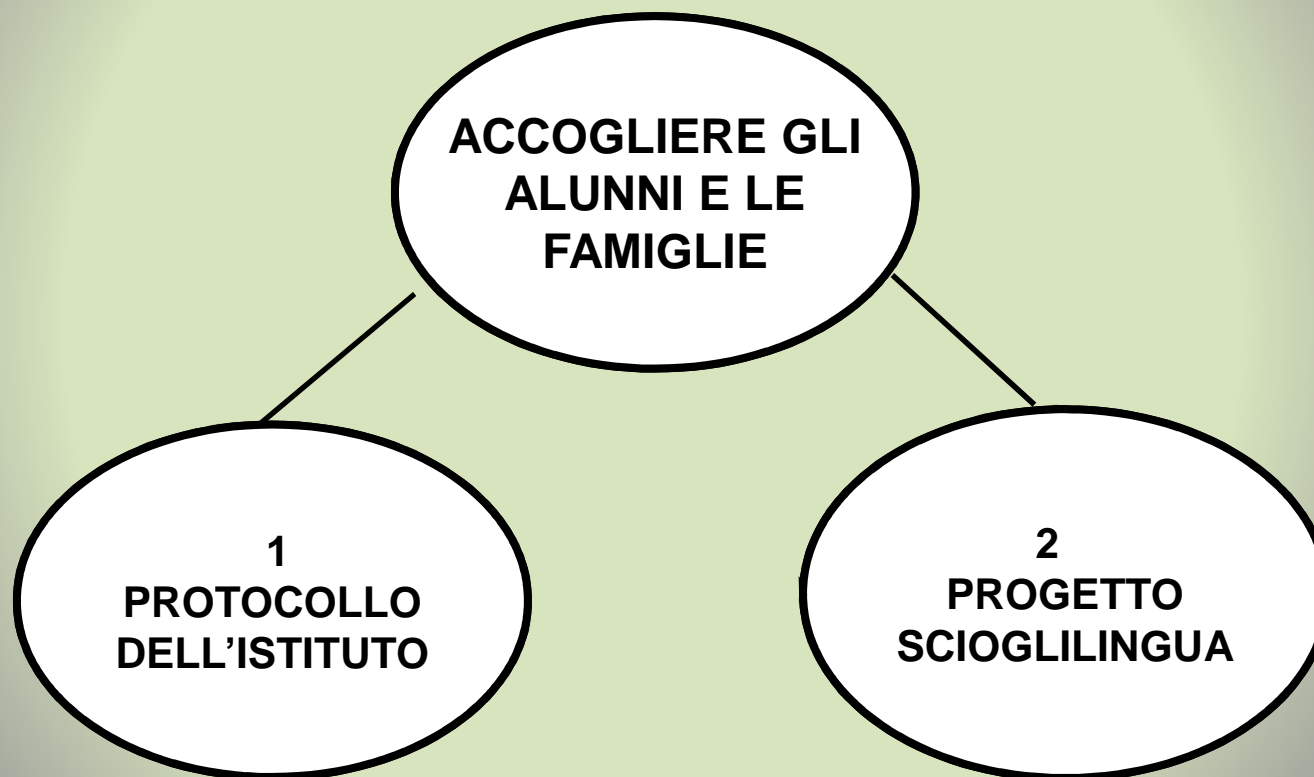 ACCOGLIERE GLI
ALUNNI E LE
FAMIGLIE
1
PROTOCOLLO
DELL’ISTITUTO
2
PROGETTO
SCIOGLILINGUA